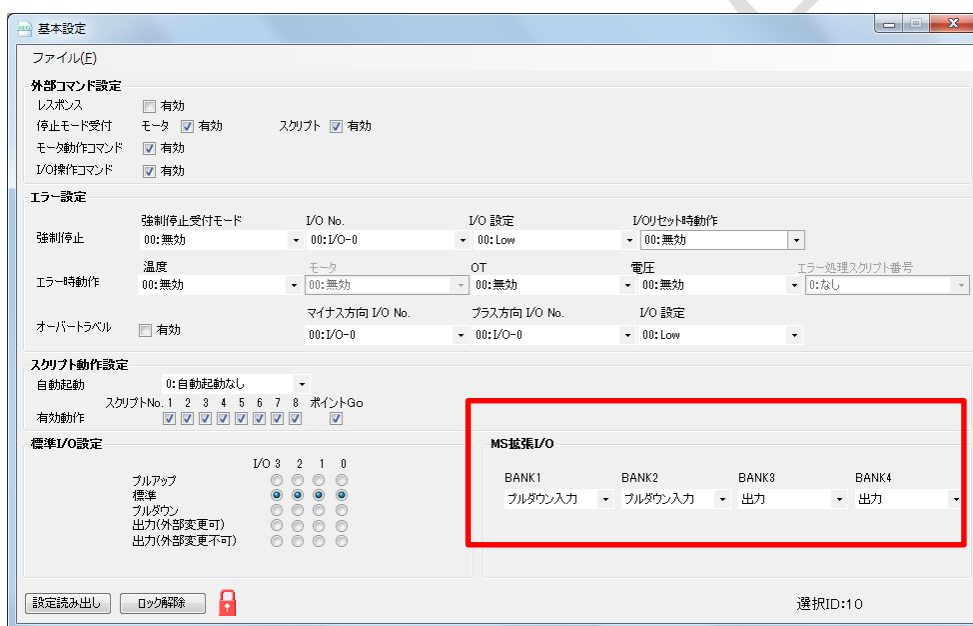 基本設定
ファイル(F)
外部コマンド設定
レスポンス 有効
停止モード受付 モータ 有効 スクリプト 有効
モータ動作コマンド 有効
I/O操作コマンド 有効
エラー設定
強制停止受付モード I/O No. I/O 設定 I/Oリセット時動作
強制停止 00:無効 00:I/O-0 00:Low 00:無効
温度 モータ OT 電圧 エラー処理スクリプト番号
エラー時動作 00:無効 00:無効 00:無効 00:無効 0:なし
マイナス方向 I/O No. プラス方向 I/O No. I/O 設定
オーバートラベル 有効 00:I/O-0 00:I/O-0 00:Low
スクリプト動作設定
自動起動 0:自動起動なし
スクリプトNo. 1 2 3 4 5 6 7 8 ポイントGo
有効動作
標準I/O設定
I/O 3 2 1 0
プルアップ
標準
プルダウン
出力(外部変更可)
出力(外部変更不可)
MS拡張I/O
BANK1 BANK2 BANK3 BANK4
プルダウン入力 プルダウン入力 出力 出力
設定読み出し ロック解除 選択ID:10